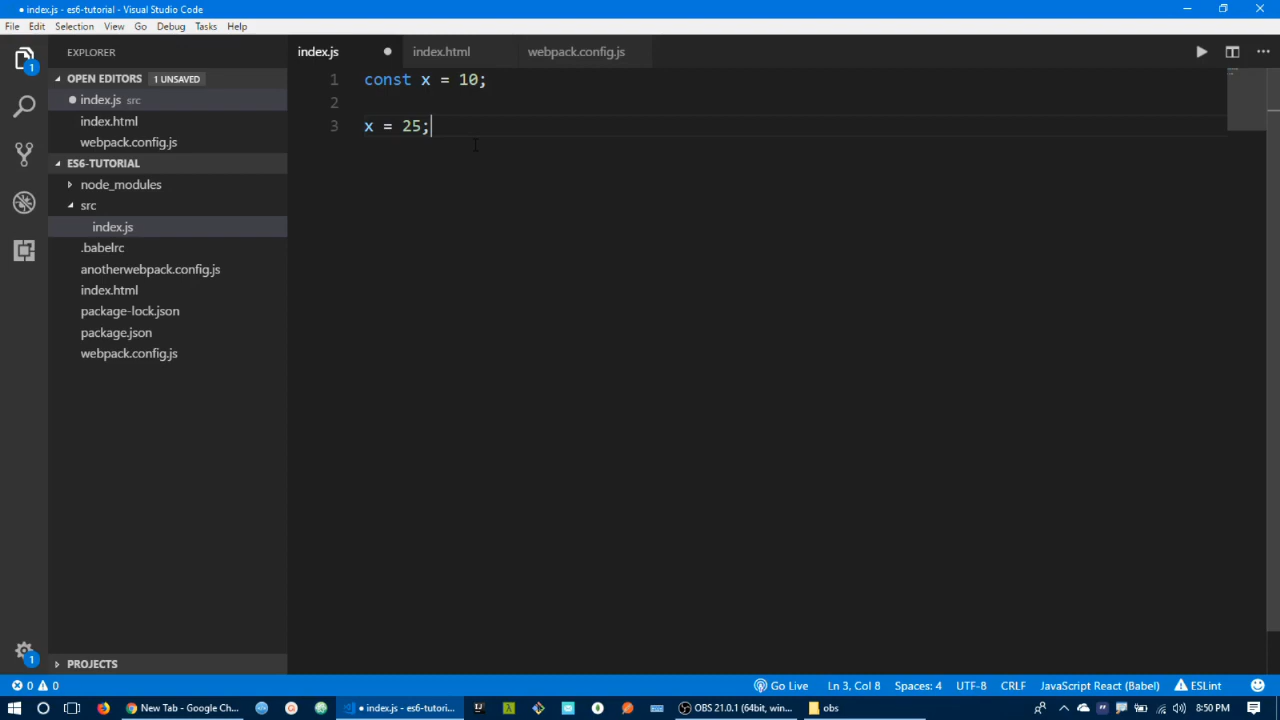 index.js - es6-tutorial - Visual Studio Code
File Edit Selection View Go Debug Tasks Help
EXPLORER
OPEN EDITORS 1 UNSAVED
index.js src
index.html
webpack.config.js
ES6-TUTORIAL
node_modules
src
index.js
.babelrc
anotherwebpack.config.js
index.html
package-lock.json
package.json
webpack.config.js
PROJECTS
index.js index.html webpack.config.js
1 const x = 10;
2
3 x = 25;
1
1
0 0 Go Live Ln 3, Col 8 Spaces: 4 UTF-8 CRLF JavaScript React (Babel) ESLint
New Tab - Google Ch... index.js - es6-tutori... OBS 21.0.1 (64bit, win... obs 8:50 PM